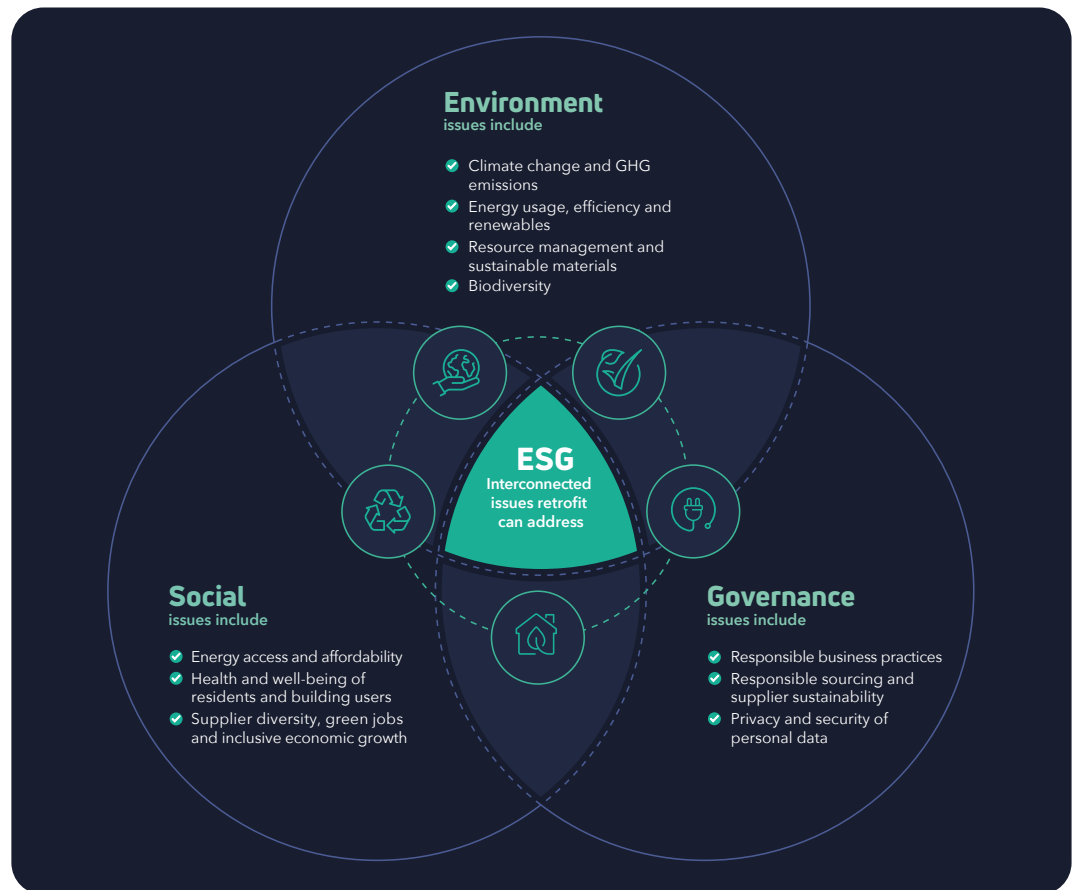 Environment
issues include
Climate change and GHG
emissions
Energy usage, efficiency and
renewables
Resource management and
sustainable materials
Biodiversity
ESG
Interconnected
issues retrofit
can address
Social
issues include
Energy access and affordability
Health and well-being of
residents and building users
Supplier diversity, green jobs
and inclusive economic growth
Governance
issues include
Responsible business practices
Responsible sourcing and
supplier sustainability
Privacy and security of
personal data